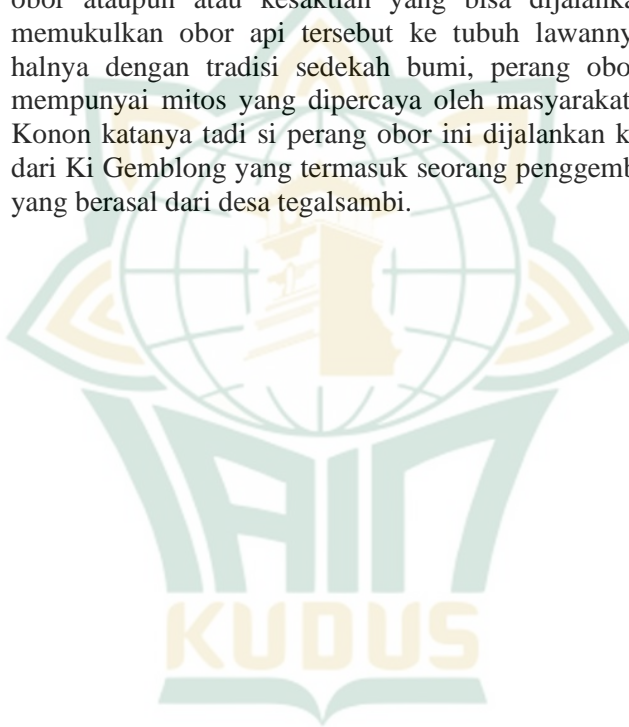 obor ataupun atau kesaktian yang bisa dijalanka
memukulkan obor api tersebut ke tubuh lawanny
halnya dengan tradisi sedekah bumi, perang obo
mempunyai mitos yang dipercaya oleh masyarakat
Konon katanya tadi si perang obor ini dijalankan k
dari Ki Gemblong yang termasuk seorang penggemb
yang berasal dari desa tegalsambi.
IAIN
KUDUS